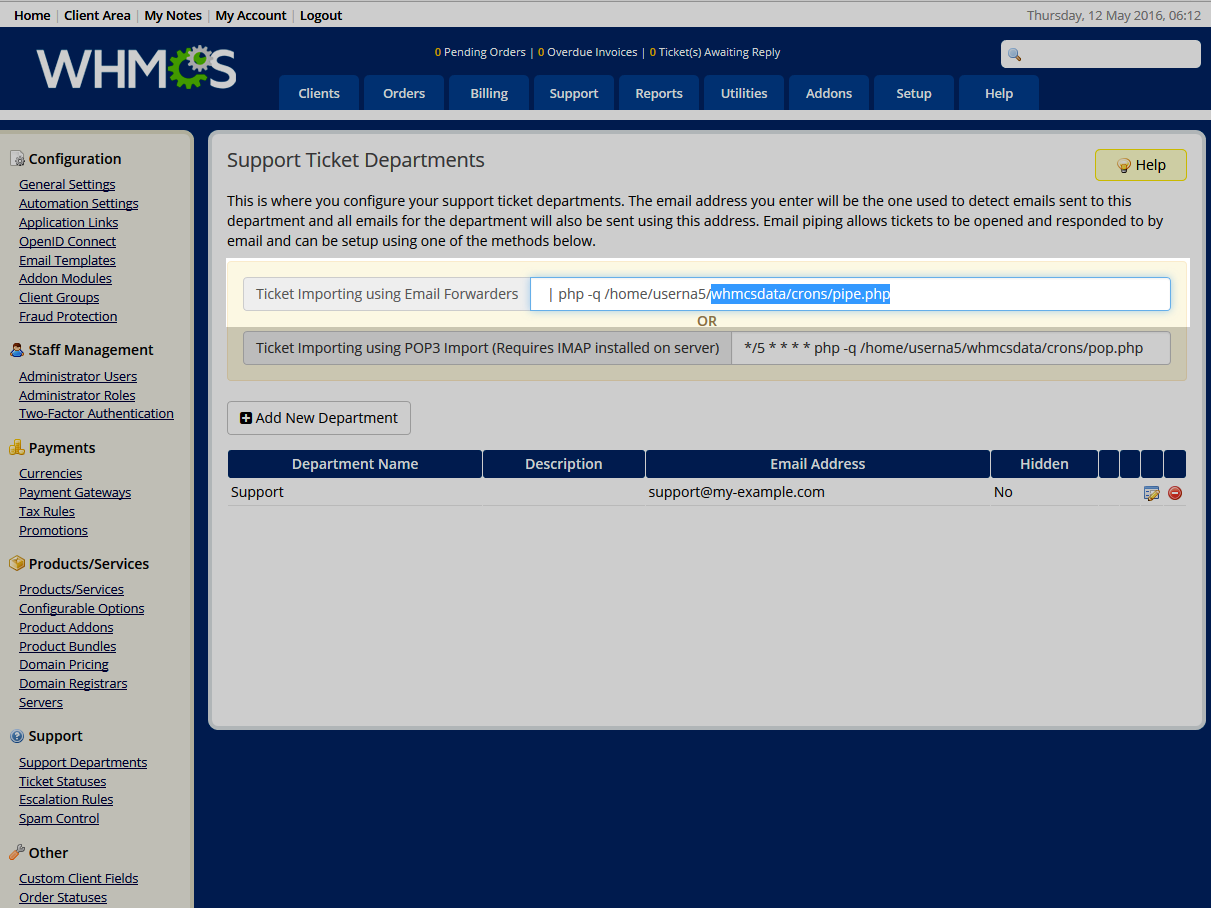 Home | Client Area | My Notes | My Account | Logout
Thursday, 12 May 2016, 06:12
WHMCS
0 Pending Orders | 0 Overdue Invoices | 0 Ticket(s) Awaiting Reply
Clients Orders Billing Support Reports Utilities Addons Setup Help
Configuration
General Settings
Automation Settings
Application Links
OpenID Connect
Email Templates
Addon Modules
Client Groups
Fraud Protection
Staff Management
Administrator Users
Administrator Roles
Two-Factor Authentication
Payments
Currencies
Payment Gateways
Tax Rules
Promotions
Products/Services
Products/Services
Configurable Options
Product Addons
Product Bundles
Domain Pricing
Domain Registrars
Servers
Support
Support Departments
Ticket Statuses
Escalation Rules
Spam Control
Other
Custom Client Fields
Order Statuses
Support Ticket Departments
Help
This is where you configure your support ticket departments. The email address you enter will be the one used to detect emails sent to this
department and all emails for the department will also be sent using this address. Email piping allows tickets to be opened and responded to by
email and can be setup using one of the methods below.
Ticket Importing using Email Forwarders | php -q /home/userna5/whmcsdata/crons/pipe.php
OR
Ticket Importing using POP3 Import (Requires IMAP installed on server) */5 * * * * php -q /home/userna5/whmcsdata/crons/pop.php
Add New Department
Department Name Description Email Address Hidden
Support support@my-example.com No